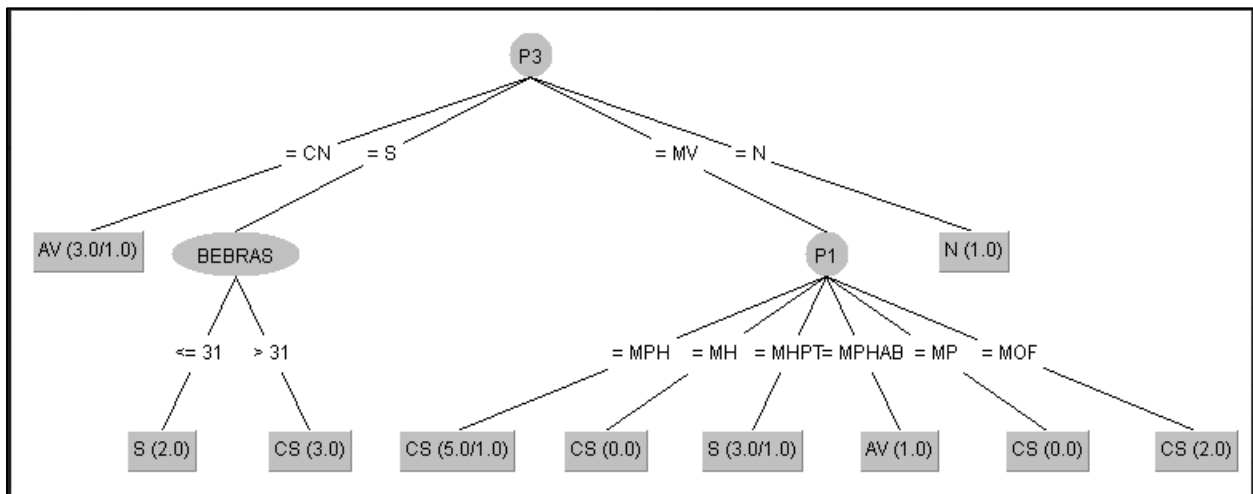 P3
= CN = S = MV = N
AV (3.0/1.0) BEBRAS P1 N (1.0)
<= 31 > 31 = MPH = MH = MHPT = MPHAB = MP = MOF
S (2.0) CS (3.0) CS (5.0/1.0) CS (0.0) S (3.0/1.0) AV (1.0) CS (0.0) CS (2.0)